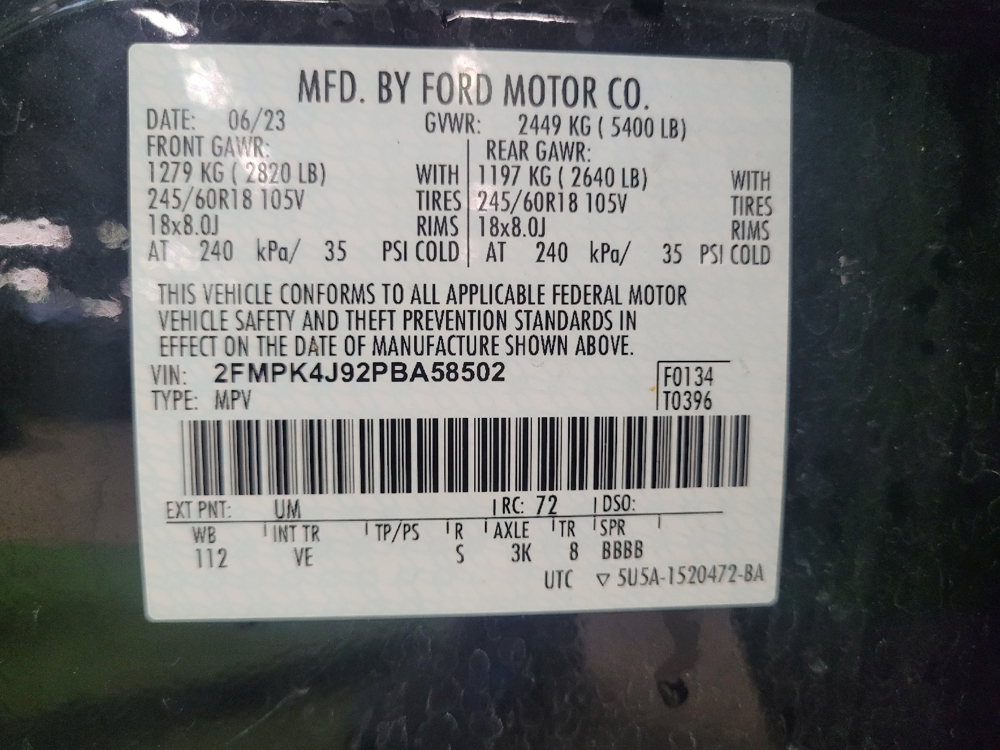 MFD. BY FORD MOTOR CO.
DATE: 06/23 GVWR: 2449 KG ( 5400 LB)
FRONT GAWR: REAR GAWR:
1279 KG ( 2820 LB) WITH 1197 KG ( 2640 LB) WITH
245/60R18 105V TIRES 245/60R18 105V TIRES
18x8.0J RIMS 18x8.0J RIMS
AT 240 kPa/ 35 PSI COLD AT 240 kPa/ 35 PSI COLD
THIS VEHICLE CONFORMS TO ALL APPLICABLE FEDERAL MOTOR
VEHICLE SAFETY AND THEFT PREVENTION STANDARDS IN
EFFECT ON THE DATE OF MANUFACTURE SHOWN ABOVE.
VIN: 2FMPK4J92PBA58502 F0134
TYPE: MPV T0396
EXT PNT: UM RC: 72 DSO:
WB INT TR TP/PS R AXLE TR SPR
112 VE S 3K 8 BBBB
UTC ▽ 5U5A-1520472-BA